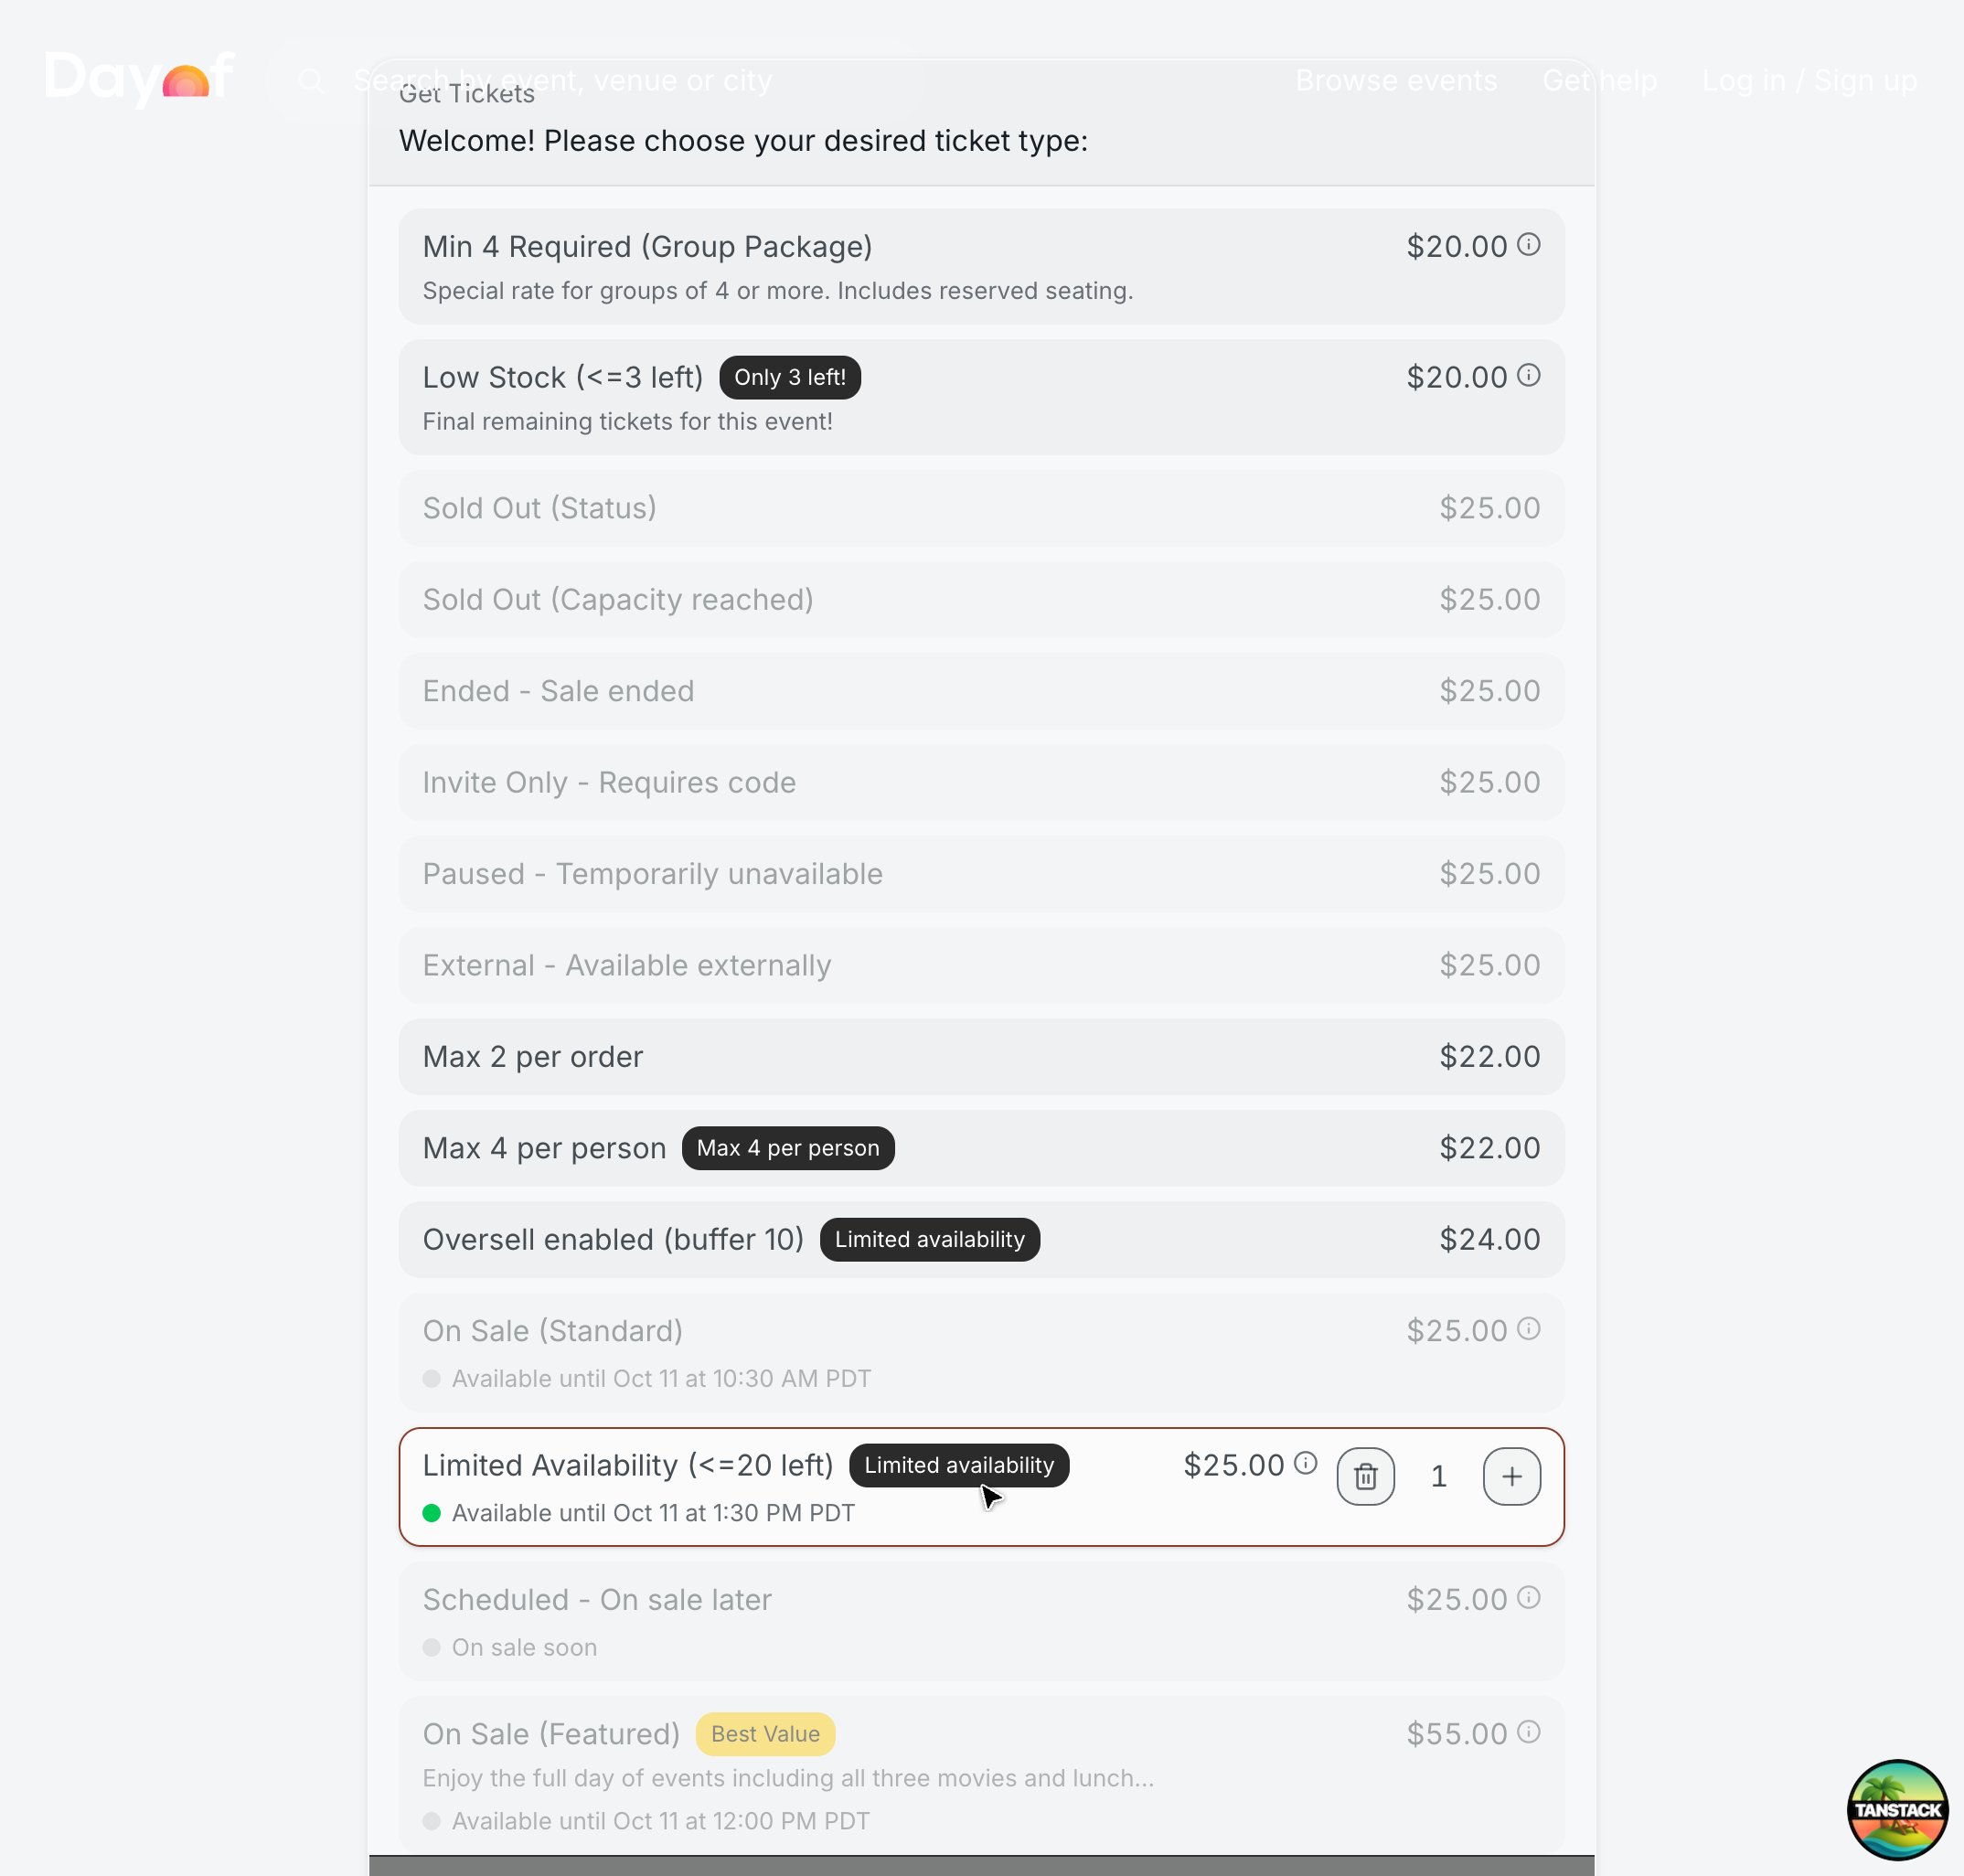 Dayof
Search by event, venue or city
Browse events
Get help
Log in / Sign up
Get Tickets
Welcome! Please choose your desired ticket type:
Min 4 Required (Group Package)
$20.00
Special rate for groups of 4 or more. Includes reserved seating.
Low Stock (<=3 left)
Only 3 left!
$20.00
Final remaining tickets for this event!
Sold Out (Status)
$25.00
Sold Out (Capacity reached)
$25.00
Ended - Sale ended
$25.00
Invite Only - Requires code
$25.00
Paused - Temporarily unavailable
$25.00
External - Available externally
$25.00
Max 2 per order
$22.00
Max 4 per person
Max 4 per person
$22.00
Oversell enabled (buffer 10)
Limited availability
$24.00
On Sale (Standard)
$25.00
Available until Oct 11 at 10:30 AM PDT
Limited Availability (<=20 left)
Limited availability
$25.00
1
Available until Oct 11 at 1:30 PM PDT
Scheduled - On sale later
$25.00
On sale soon
On Sale (Featured)
Best Value
$55.00
Enjoy the full day of events including all three movies and lunch...
Available until Oct 11 at 12:00 PM PDT
TANSTACK